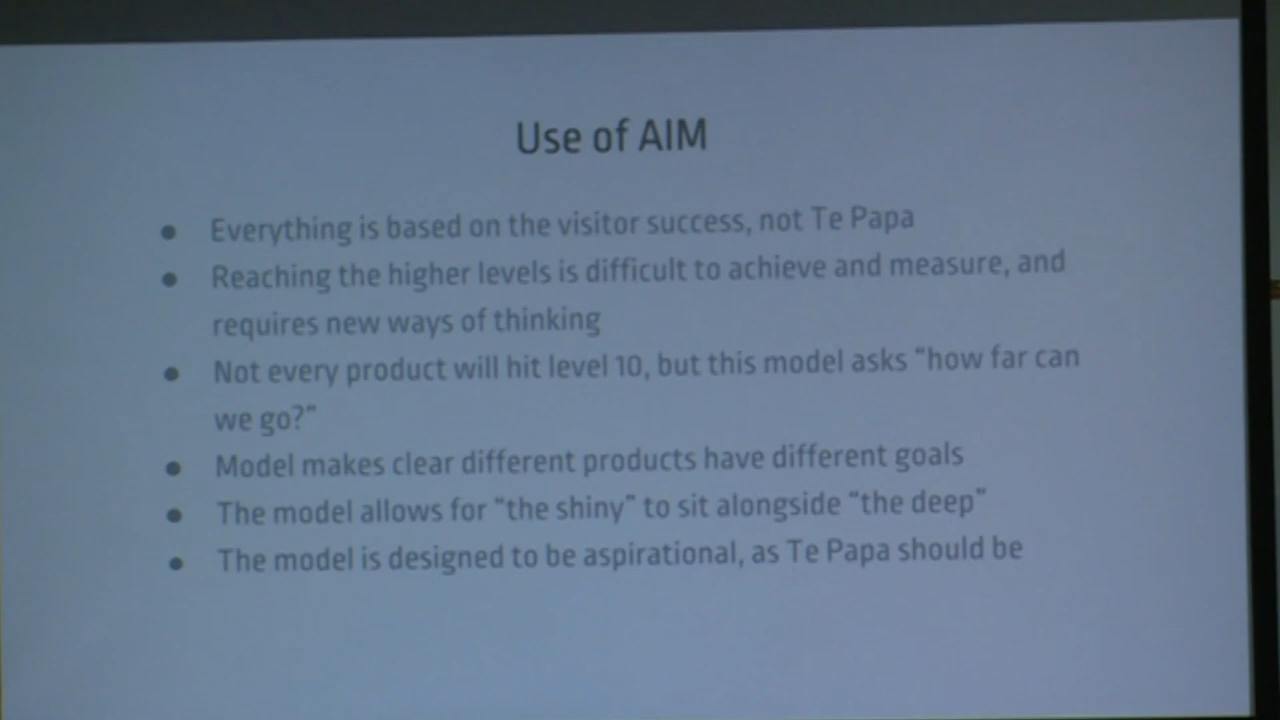 Use of AIM
● Everything is based on the visitor success, not Te Papa
● Reaching the higher levels is difficult to achieve and measure, and
requires new ways of thinking
● Not every product will hit level 10, but this model asks “how far can
we go?”
● Model makes clear different products have different goals
● The model allows for “the shiny” to sit alongside “the deep”
● The model is designed to be aspirational, as Te Papa should be